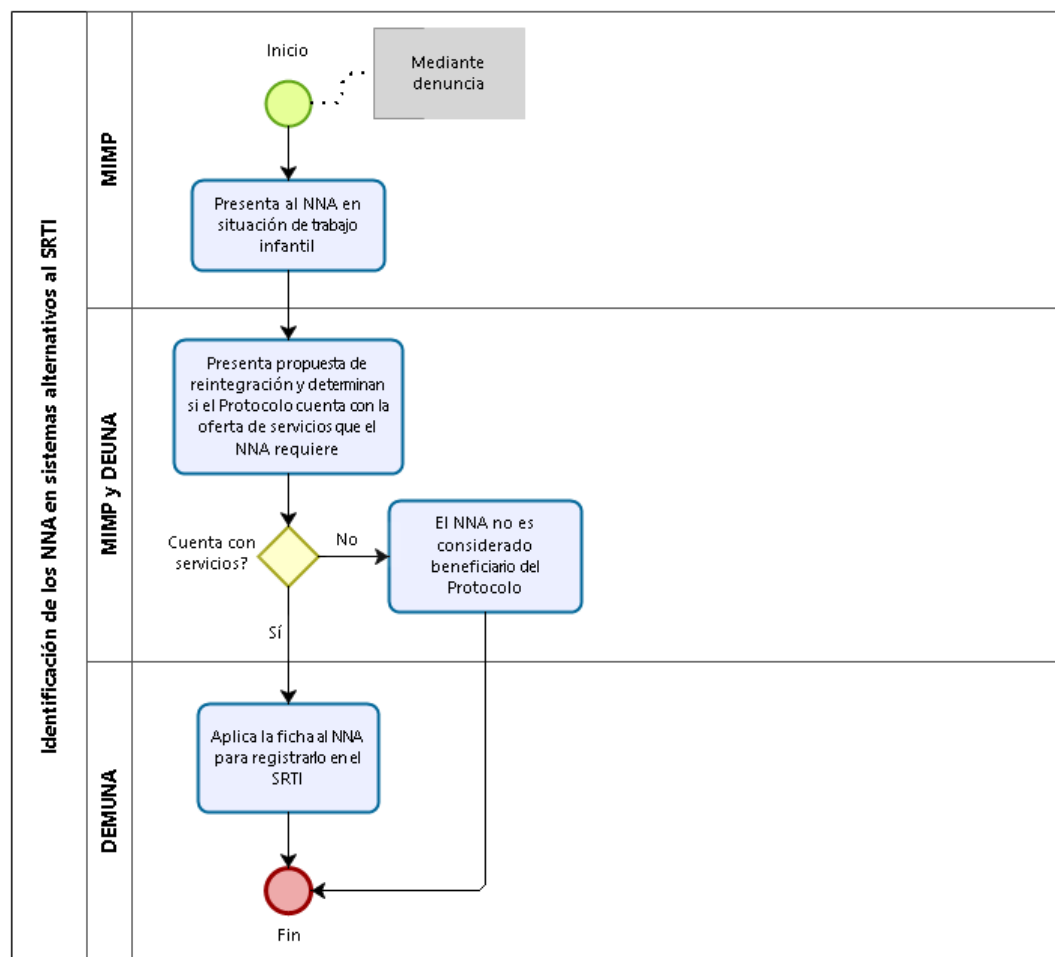 Identificación de los NNA en sistemas alternativos al SRTI
MIMP
Inicio
Mediante
denuncia
Presenta al NNA en
situación de trabajo
infantil
MIMP y DEUNA
Presenta propuesta de
reintegración y determinan
si el Protocolo cuenta con la
oferta de servicios que el
NNA requiere
Cuenta con
servicios?
No
El NNA no es
considerado
beneficiario del
Protocolo
Sí
DEMUNA
Aplica la ficha al NNA
para registrarlo en el
SRTI
Fin